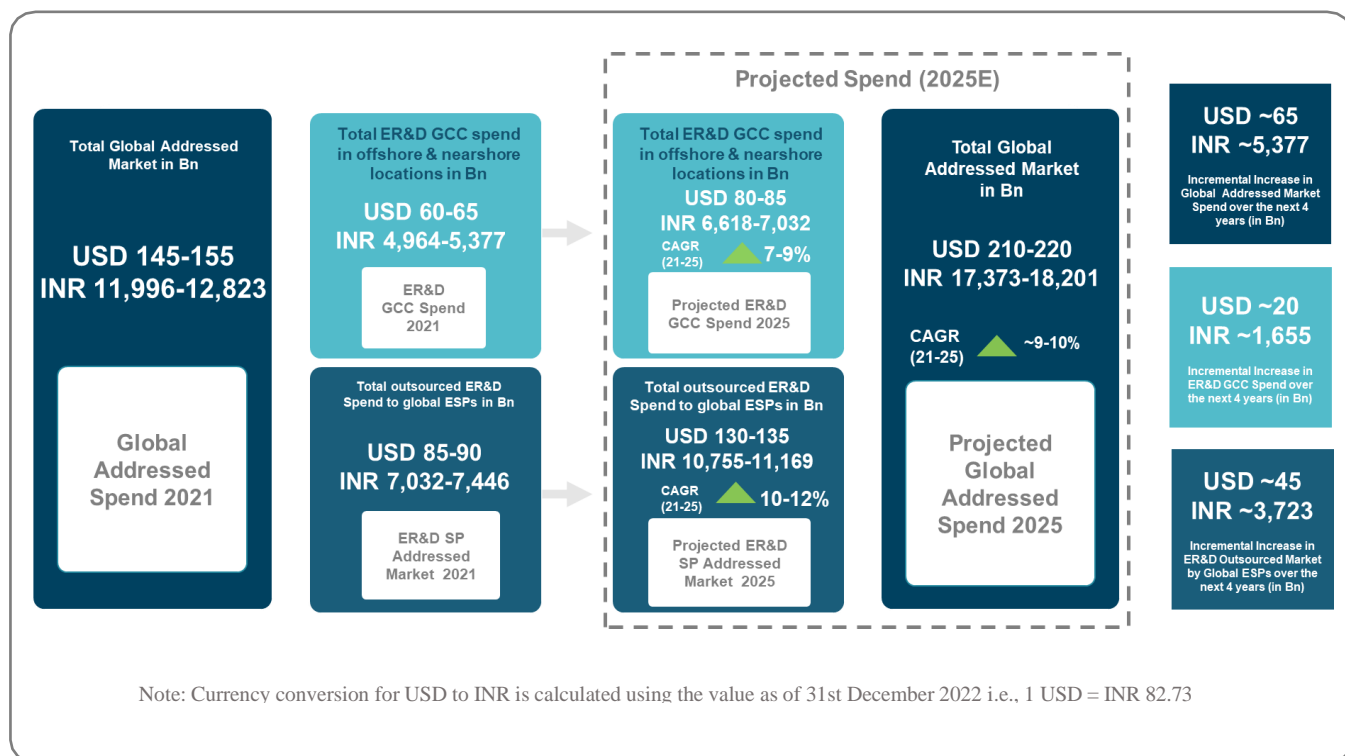 Projected Spend (2025E)
Total Global Addressed
Market in Bn
USD 145-155
INR 11,996-12,823
Global
Addressed
Spend 2021
Total ER&D GCC spend
in offshore & nearshore
locations in Bn
USD 60-65
INR 4,964-5,377
ER&D
GCC Spend
2021
Total outsourced ER&D
Spend to global ESPs in Bn
USD 85-90
INR 7,032-7,446
ER&D SP
Addressed
Market 2021
Total ER&D GCC spend
in offshore & nearshore
locations in Bn
USD 80-85
INR 6,618-7,032
CAGR
(21-25)
7-9%
Projected ER&D
GCC Spend 2025
Total outsourced ER&D
Spend to global ESPs in Bn
USD 130-135
INR 10,755-11,169
CAGR
(21-25)
10-12%
Projected ER&D
SP Addressed
Market 2025
Total Global
Addressed Market
in Bn
USD 210-220
INR 17,373-18,201
CAGR
(21-25)
~9-10%
Projected
Global
Addressed
Spend 2025
USD ~65
INR ~5,377
Incremental Increase in
Global Addressed Market
Spend over the next 4
years (in Bn)
USD ~20
INR ~1,655
Incremental Increase in
ER&D GCC Spend over
the next 4 years (in Bn)
USD ~45
INR ~3,723
Incremental Increase in
ER&D Outsourced Market
by Global ESPs over the
next 4 years (in Bn)
Note: Currency conversion for USD to INR is calculated using the value as of 31st December 2022 i.e., 1 USD = INR 82.73